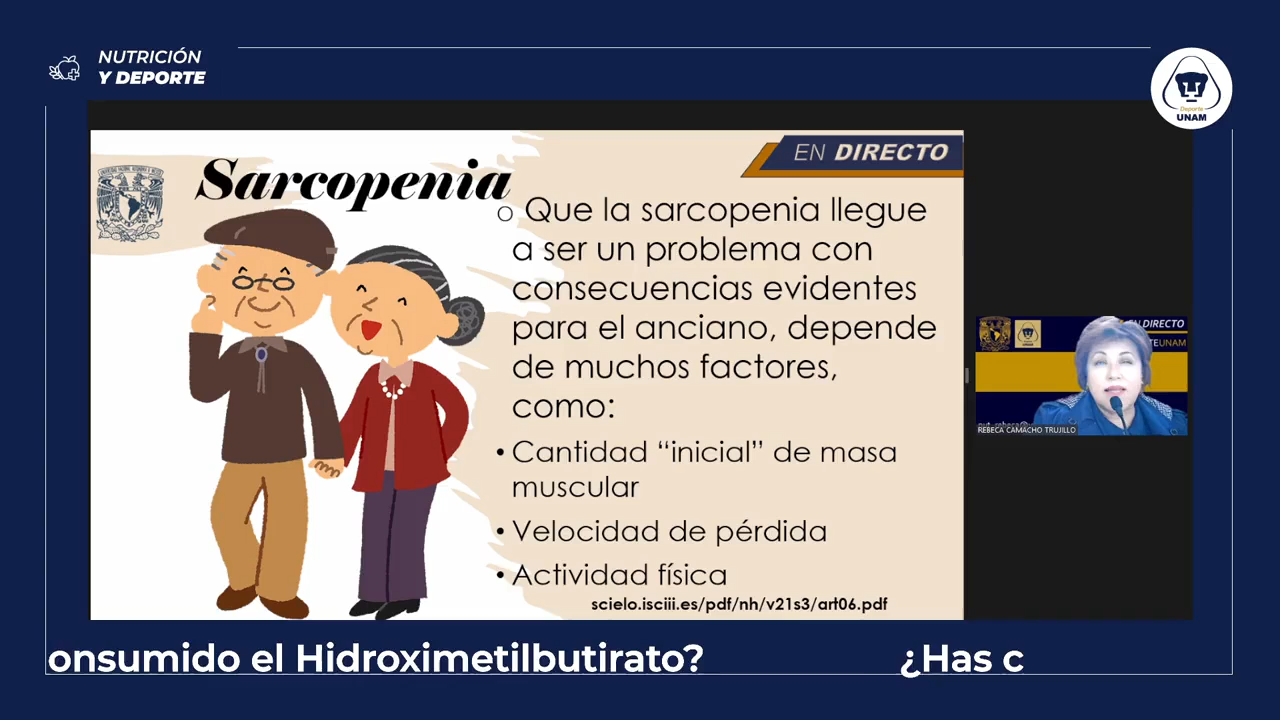 NUTRICIÓN
Y DEPORTE
Deporte
UNAM
EN DIRECTO
Sarcopenia
o Que la sarcopenia llegue
a ser un problema con
consecuencias evidentes
para el anciano, depende
de muchos factores,
como:
• Cantidad “inicial” de masa
muscular
• Velocidad de pérdida
• Actividad física
scielo.isciii.es/pdf/nh/v21s3/art06.pdf
DIRECTO
UNAM
REBECA CAMACHO TRUJILLO
onsumido el Hidroximetilbutirato? ¿Has c